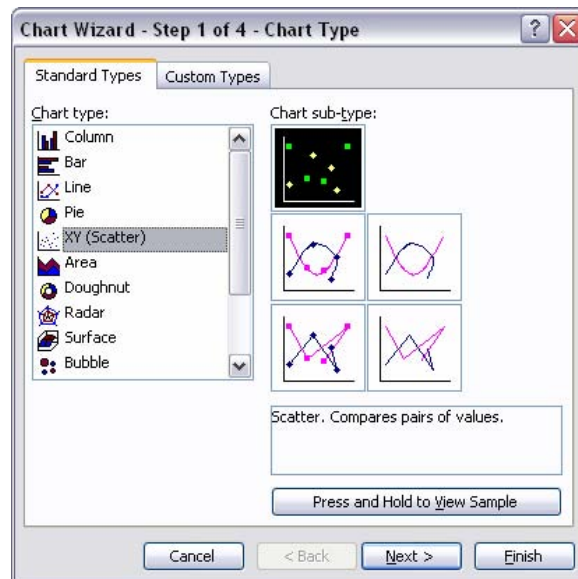 Chart Wizard - Step 1 of 4 - Chart Type
Standard Types
Custom Types
Chart type:
Column
Bar
Line
Pie
XY (Scatter)
Area
Doughnut
Radar
Surface
Bubble
Chart sub-type:
Scatter. Compares pairs of values.
Press and Hold to View Sample
Cancel
< Back
Next >
Finish